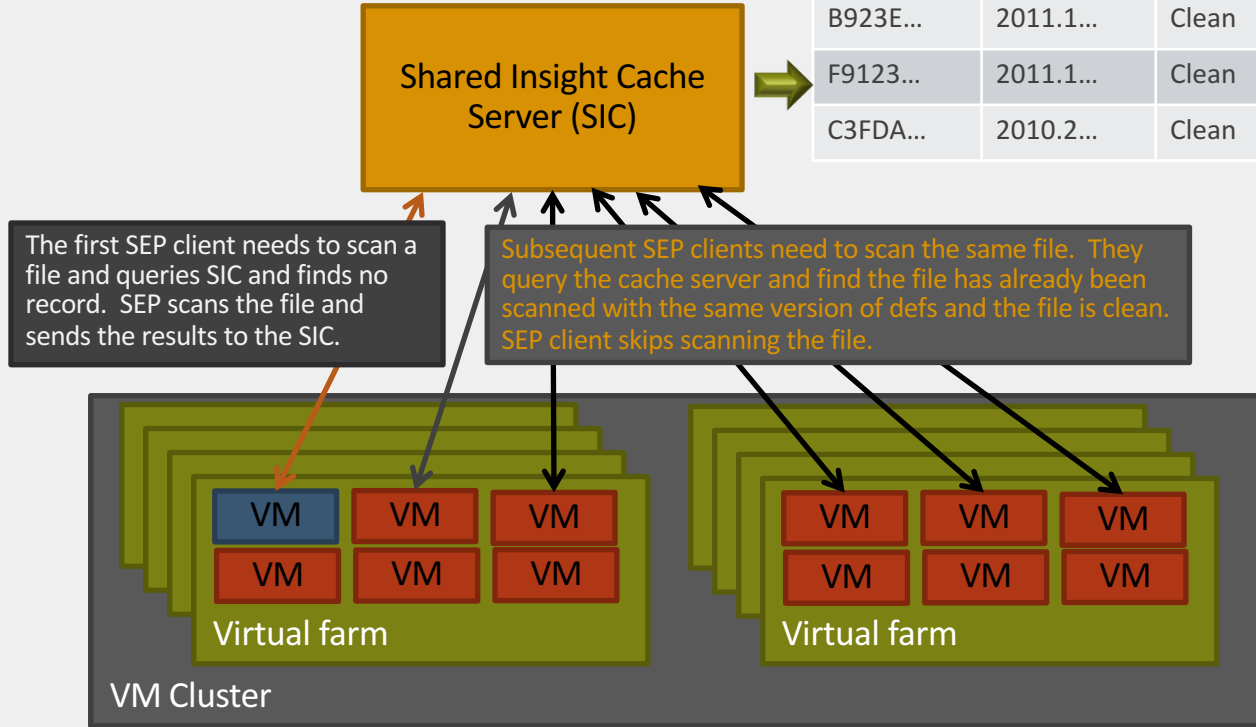 B923E... 2011.1... Clean
F9123... 2011.1... Clean
C3FDA... 2010.2... Clean
Shared Insight Cache
Server (SIC)
The first SEP client needs to scan a
file and queries SIC and finds no
record.  SEP scans the file and
sends the results to the SIC.
Subsequent SEP clients need to scan the same file.  They
query the cache server and find the file has already been
scanned with the same version of defs and the file is clean.
SEP client skips scanning the file.
VM VM VM
VM VM VM
Virtual farm
VM VM VM
VM VM VM
Virtual farm
VM Cluster